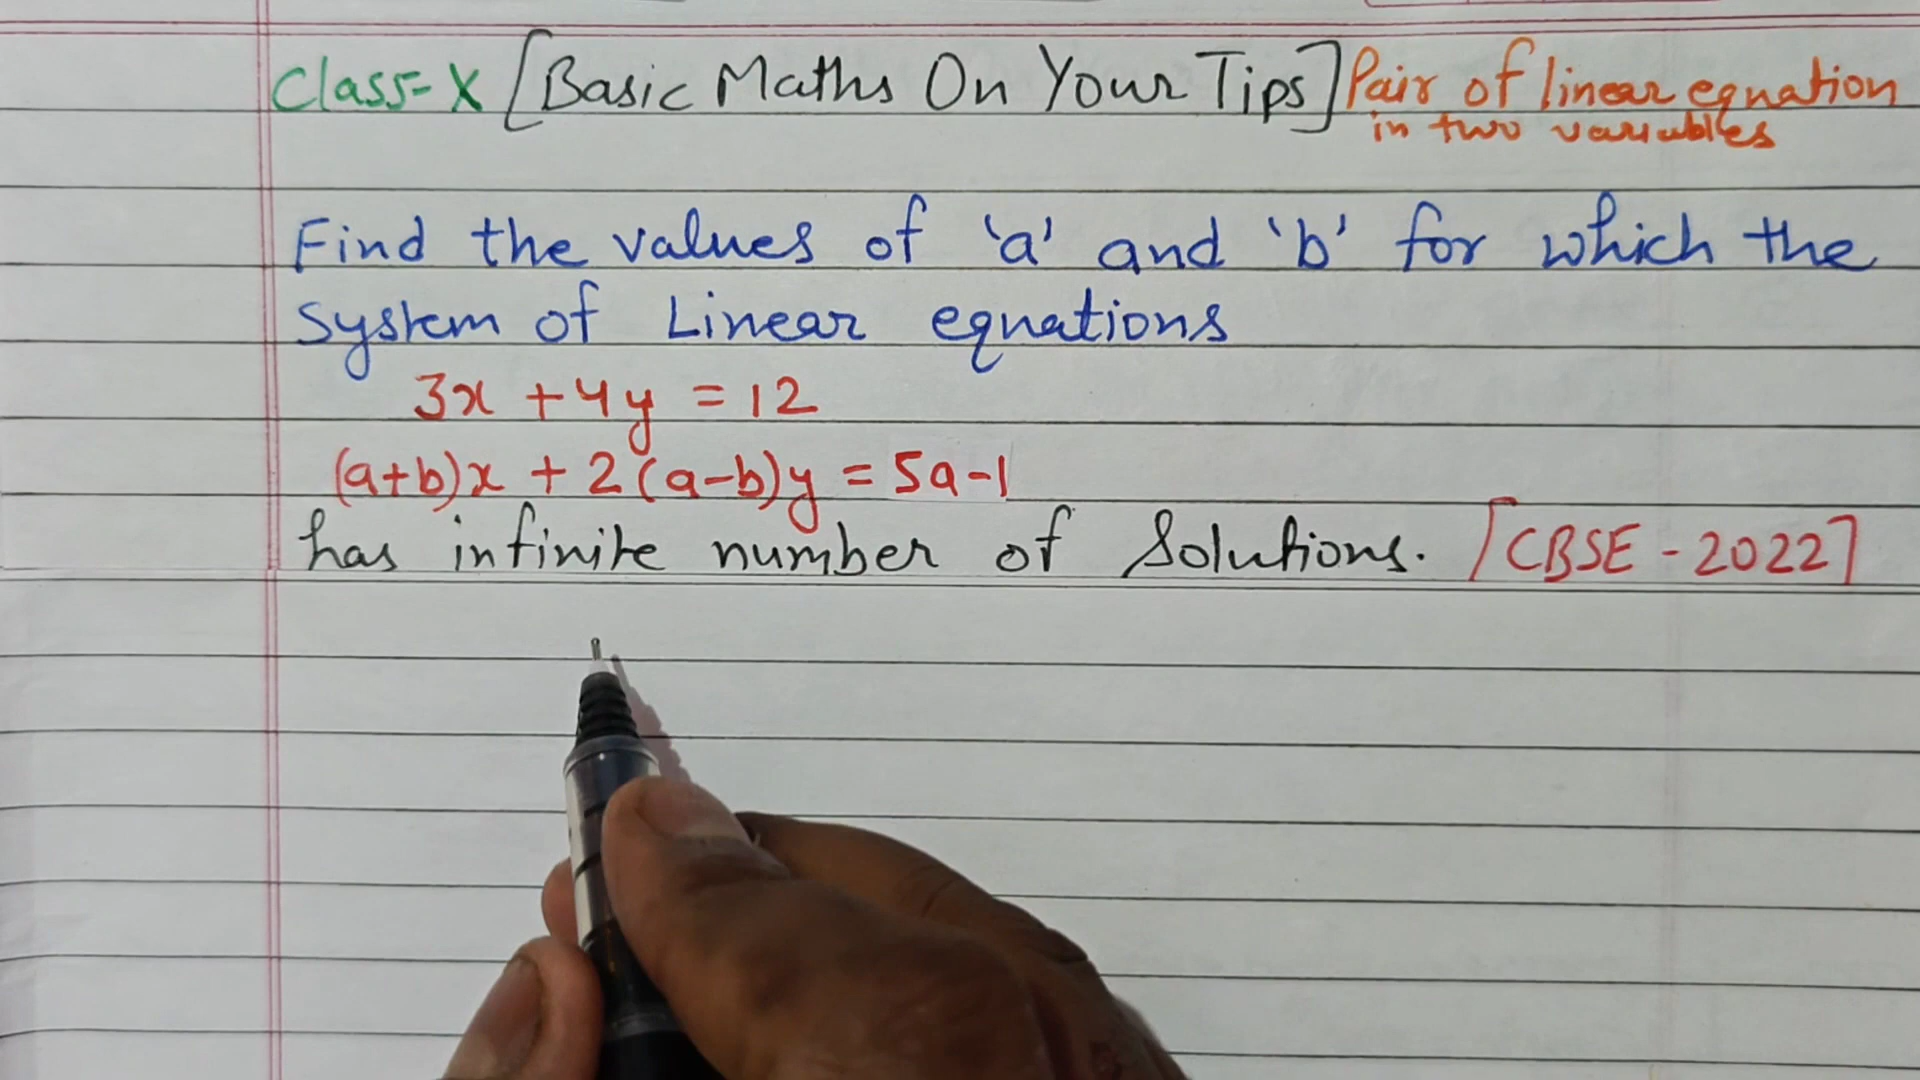 Class-X [Basic Maths On Your Tips] Pair of linear equation
in two variables
Find the values of 'a' and 'b' for which the
System of Linear equations
3x + 4y = 12
(a+b)x + 2(a-b)y = 5a-1
has infinite number of Solutions. [CBSE-2022]